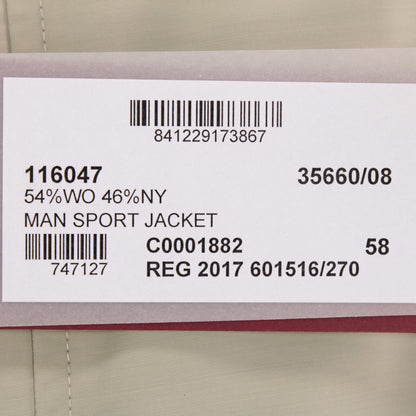 841229173867
116047 35660/08
54%WO 46%NY
MAN SPORT JACKET
C0001882 58
747127 REG 2017 601516/270